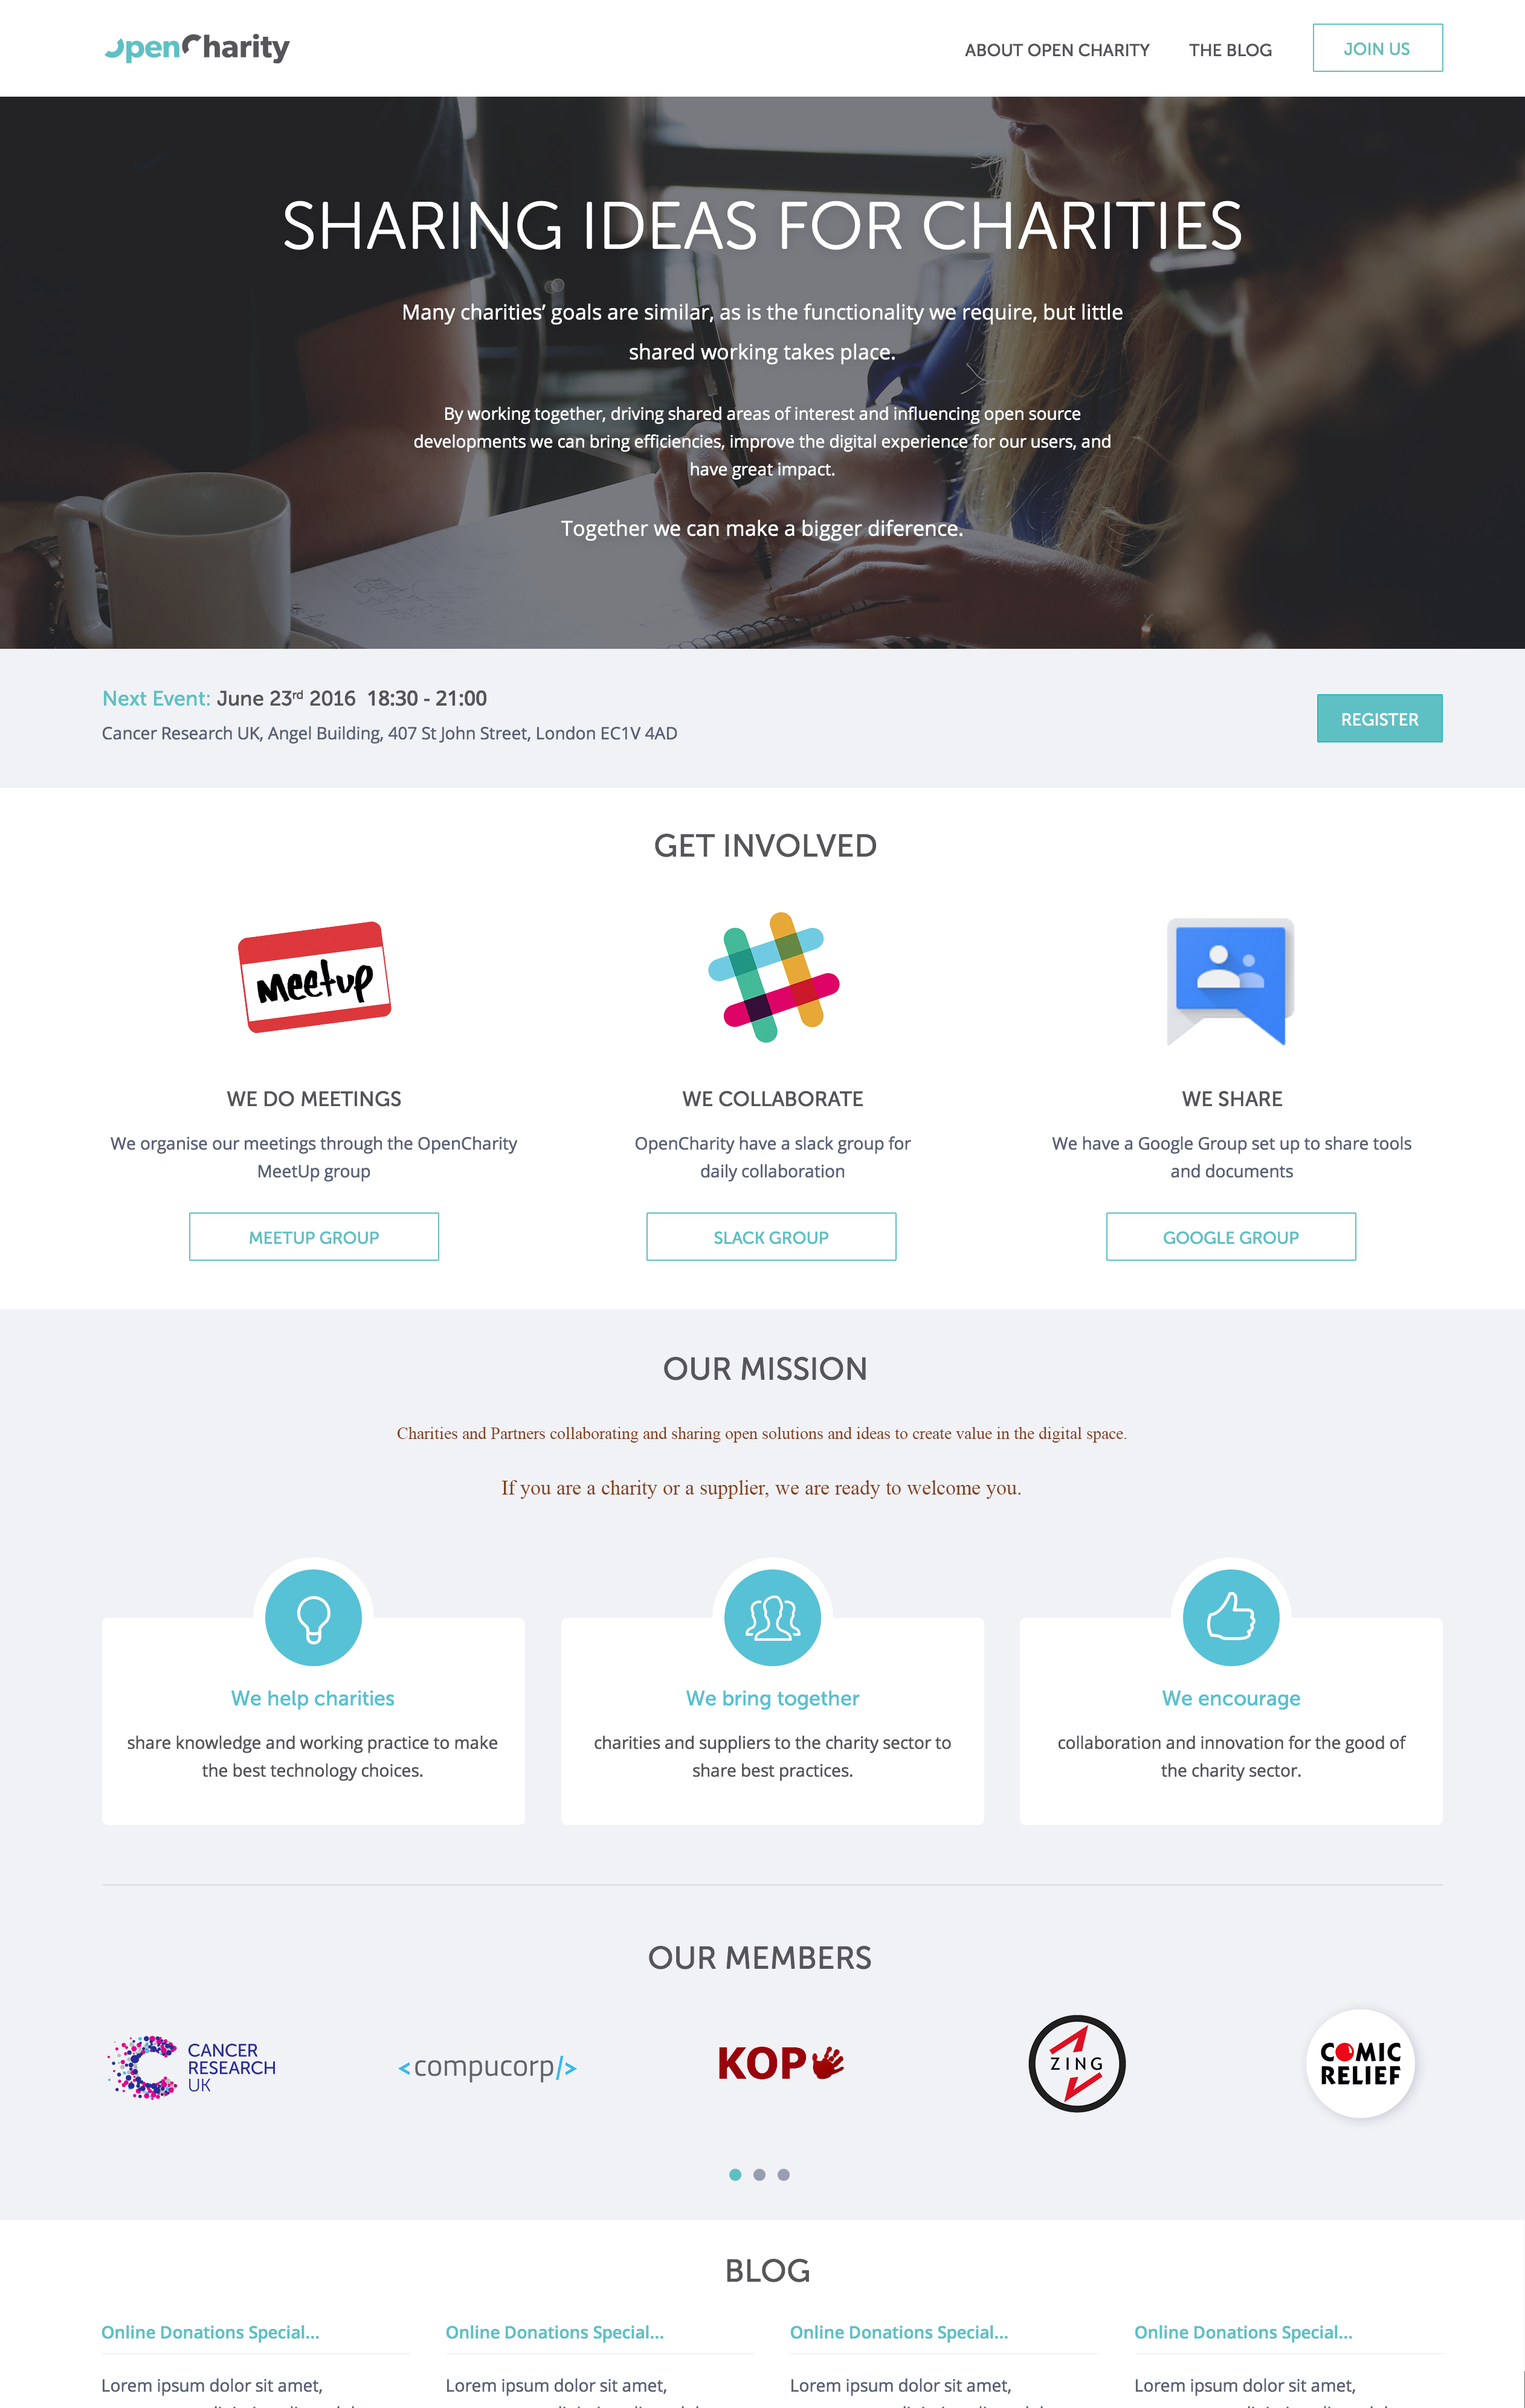 OpenCharity
ABOUT OPEN CHARITY
THE BLOG
JOIN US
SHARING IDEAS FOR CHARITIES
Many charities’ goals are similar, as is the functionality we require, but little
shared working takes place.
By working together, driving shared areas of interest and influencing open source
developments we can bring efficiencies, improve the digital experience for our users, and
have great impact.
Together we can make a bigger diference.
Next Event: June 23rd 2016 18:30 - 21:00
Cancer Research UK, Angel Building, 407 St John Street, London EC1V 4AD
REGISTER
GET INVOLVED
Meetup
WE DO MEETINGS
We organise our meetings through the OpenCharity
MeetUp group
MEETUP GROUP
WE COLLABORATE
OpenCharity have a slack group for
daily collaboration
SLACK GROUP
WE SHARE
We have a Google Group set up to share tools
and documents
GOOGLE GROUP
OUR MISSION
Charities and Partners collaborating and sharing open solutions and ideas to create value in the digital space.
If you are a charity or a supplier, we are ready to welcome you.
We help charities
share knowledge and working practice to make
the best technology choices.
We bring together
charities and suppliers to the charity sector to
share best practices.
We encourage
collaboration and innovation for the good of
the charity sector.
OUR MEMBERS
CANCER
RESEARCH
UK
<compucorp/>
KOP
ZING
COMIC
RELIEF
BLOG
Online Donations Special...
Lorem ipsum dolor sit amet,
Online Donations Special...
Lorem ipsum dolor sit amet,
Online Donations Special...
Lorem ipsum dolor sit amet,
Online Donations Special...
Lorem ipsum dolor sit amet,